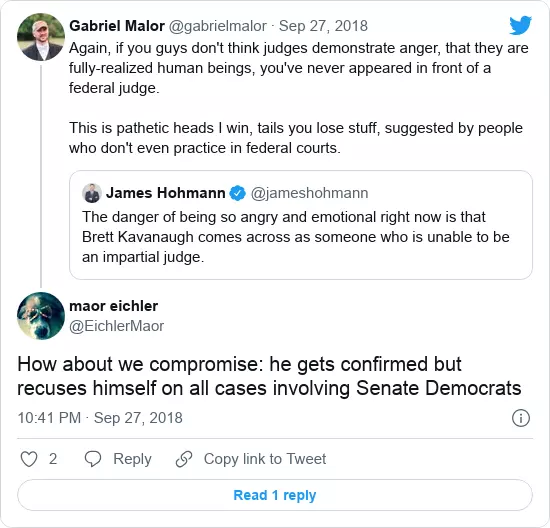 Gabriel Malor @gabrielmalor · Sep 27, 2018
Again, if you guys don't think judges demonstrate anger, that they are
fully-realized human beings, you've never appeared in front of a
federal judge.
This is pathetic heads I win, tails you lose stuff, suggested by people
who don't even practice in federal courts.
James Hohmann @jameshohmann
The danger of being so angry and emotional right now is that
Brett Kavanaugh comes across as someone who is unable to be
an impartial judge.
maor eichler
@EichlerMaor
How about we compromise: he gets confirmed but
recuses himself on all cases involving Senate Democrats
10:41 PM · Sep 27, 2018
2 Reply Copy link to Tweet
Read 1 reply